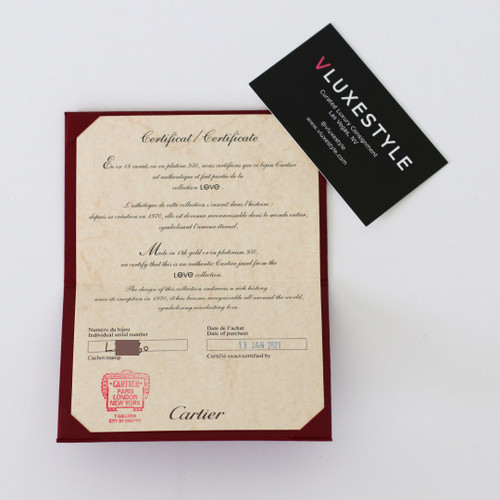 Certificat / Certificate
En or 18 carats ou en platine 950, nous certifions que ce bijou Cartier
est authentique et fait partie de la
collection LOVE
L'esthétique de cette collection s'inscrit dans l'histoire :
depuis sa création en 1970, elle est devenue reconnaissable dans le monde entier,
symbolisant l'amour éternel.
Made in 18k gold or in platinum 950,
we certify that this is an authentic Cartier jewel from the
LOVE collection.
The design of this collection embraces a rich history
since its inception in 1970, it has become recognisable all around the world,
symbolising everlasting love.
Numéro du bijou
Individual serial number
Date de l'achat
Date of purchase
13 JAN 2021
Cachet/stamp
Certifié exact/certified by
CARTIER
PARIS
LONDON
NEW YORK
T GALLERIA
Cartier
VLUXESTYLE
Curated Luxury Consignment
Las Vegas, NV
@vluxestyle
www.vluxestyle.com